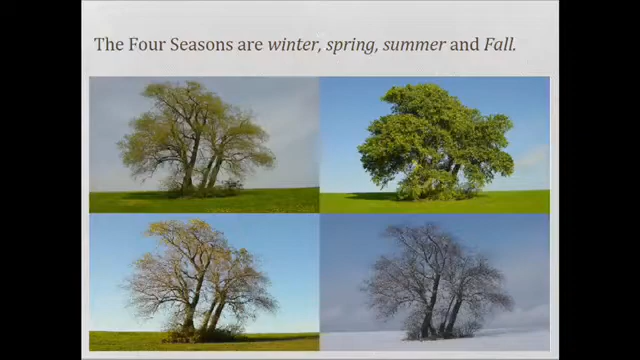 The Four Seasons are winter, spring, summer and Fall.